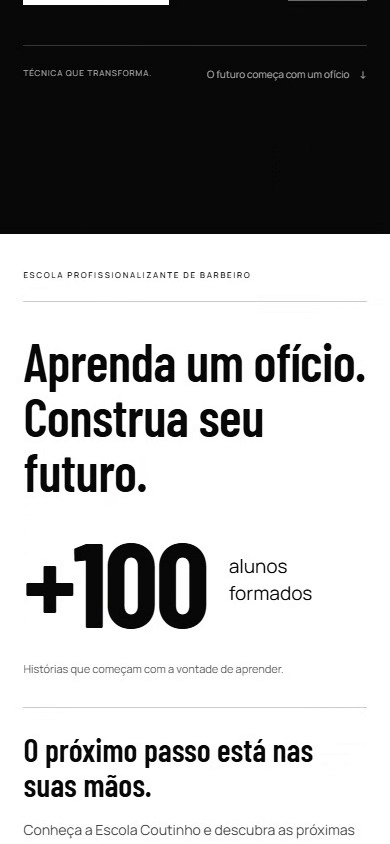 TÉCNICA QUE TRANSFORMA.
O futuro começa com um ofício ↓
ESCOLA PROFISSIONALIZANTE DE BARBEIRO
Aprenda um ofício.
Construa seu
futuro.
+100
alunos
formados
Histórias que começam com a vontade de aprender.
O próximo passo está nas
suas mãos.
Conheça a Escola Coutinho e descubra as próximas